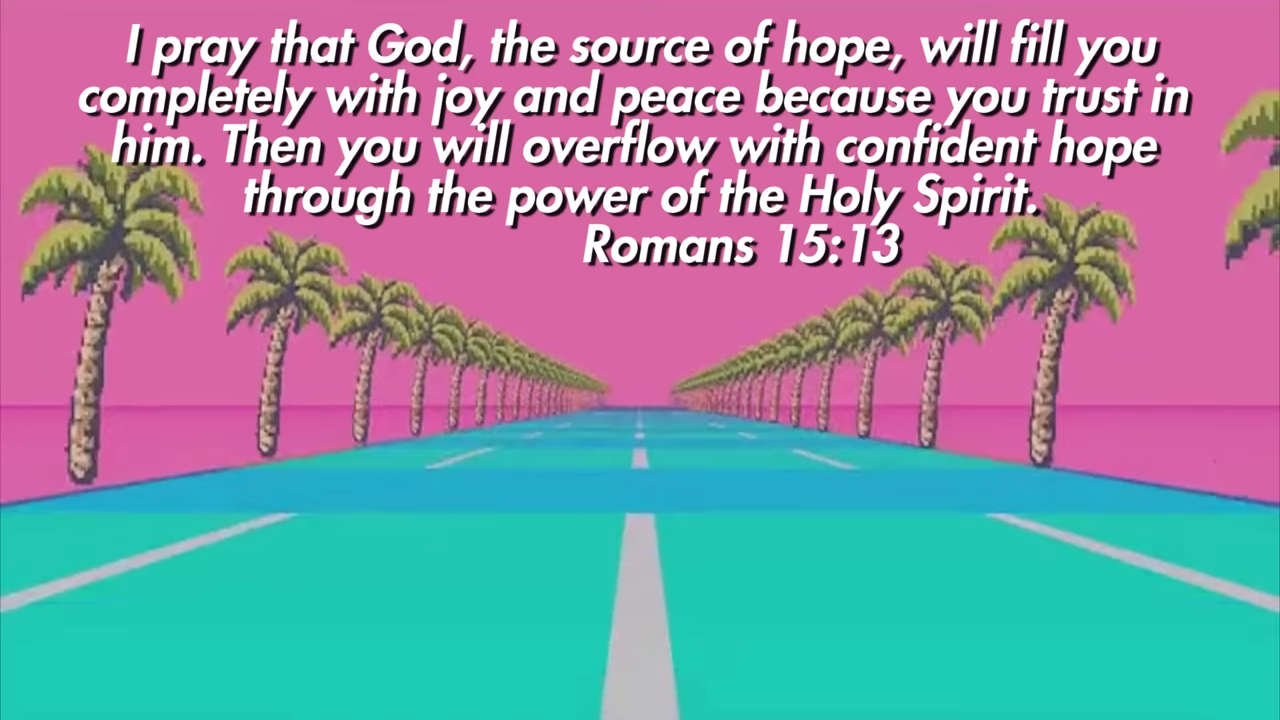 I pray that God, the source of hope, will fill you
completely with joy and peace because you trust in
him. Then you will overflow with confident hope
through the power of the Holy Spirit.
Romans 15:13